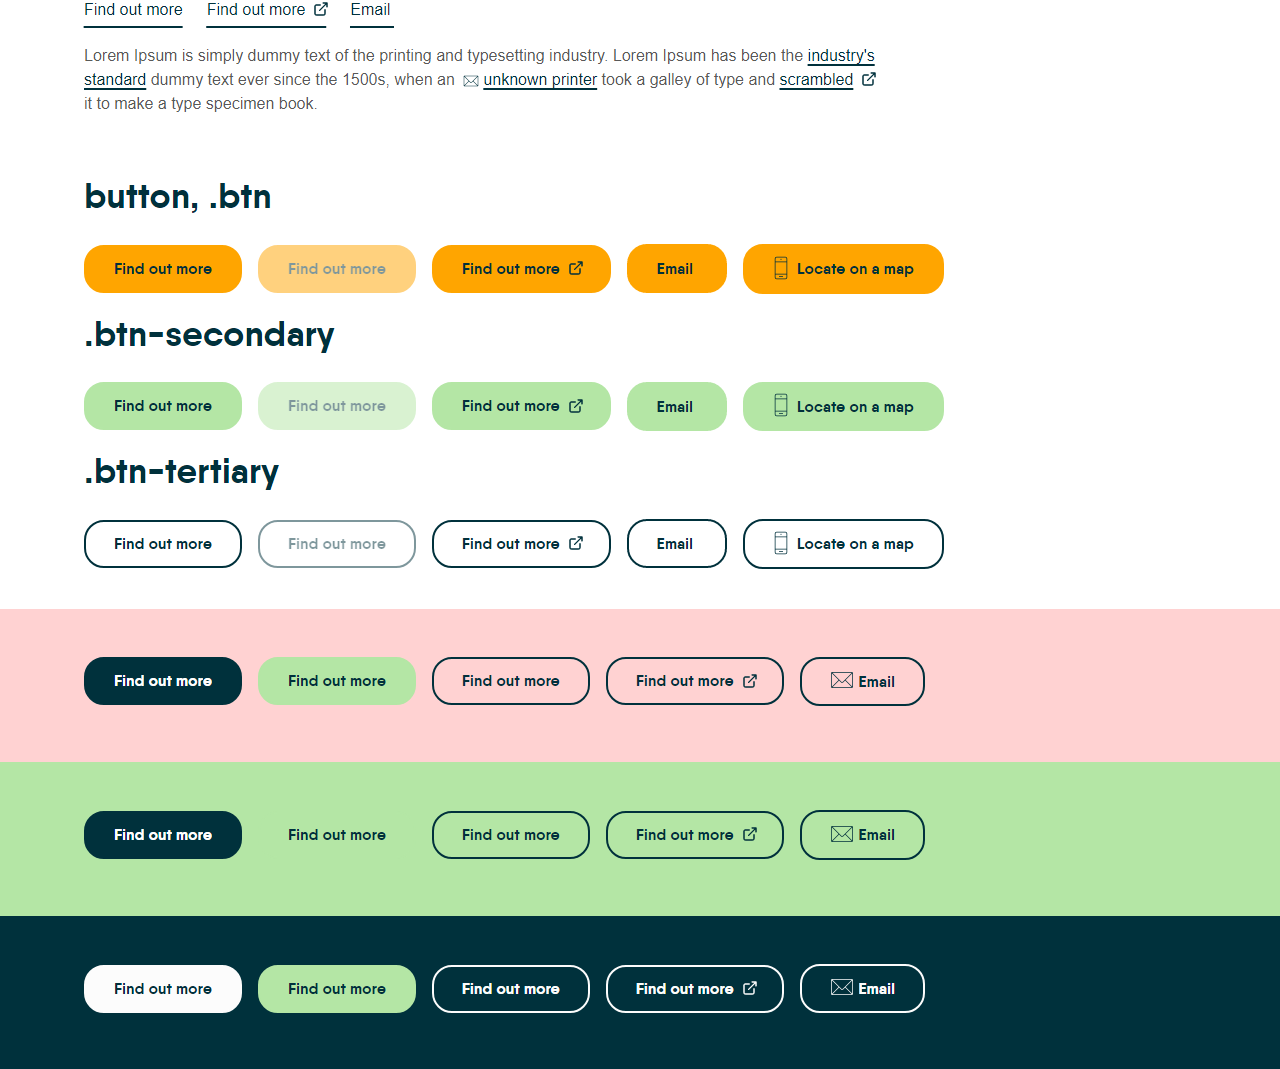 Find out more Find out more Email
Lorem Ipsum is simply dummy text of the printing and typesetting industry. Lorem Ipsum has been the industry's
standard dummy text ever since the 1500s, when an unknown printer took a galley of type and scrambled
it to make a type specimen book.
button, .btn
Find out more Find out more Find out more Email Locate on a map
.btn-secondary
Find out more Find out more Find out more Email Locate on a map
.btn-tertiary
Find out more Find out more Find out more Email Locate on a map
Find out more Find out more Find out more Find out more Email
Find out more Find out more Find out more Find out more Email
Find out more Find out more Find out more Find out more Email